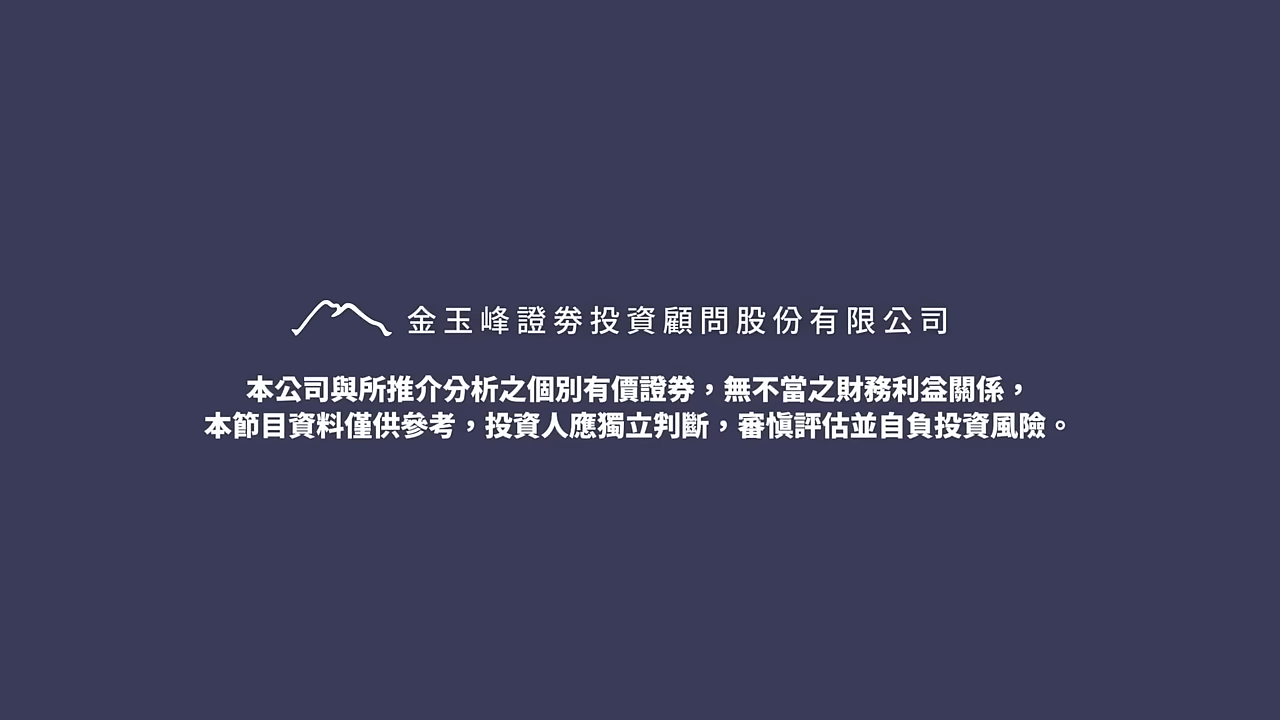 金玉峰證券投資顧問股份有限公司
本公司與所推介分析之個別有價證券，無不當之財務利益關係，
本節目資料僅供參考，投資人應獨立判斷，審慎評估並自負投資風險。